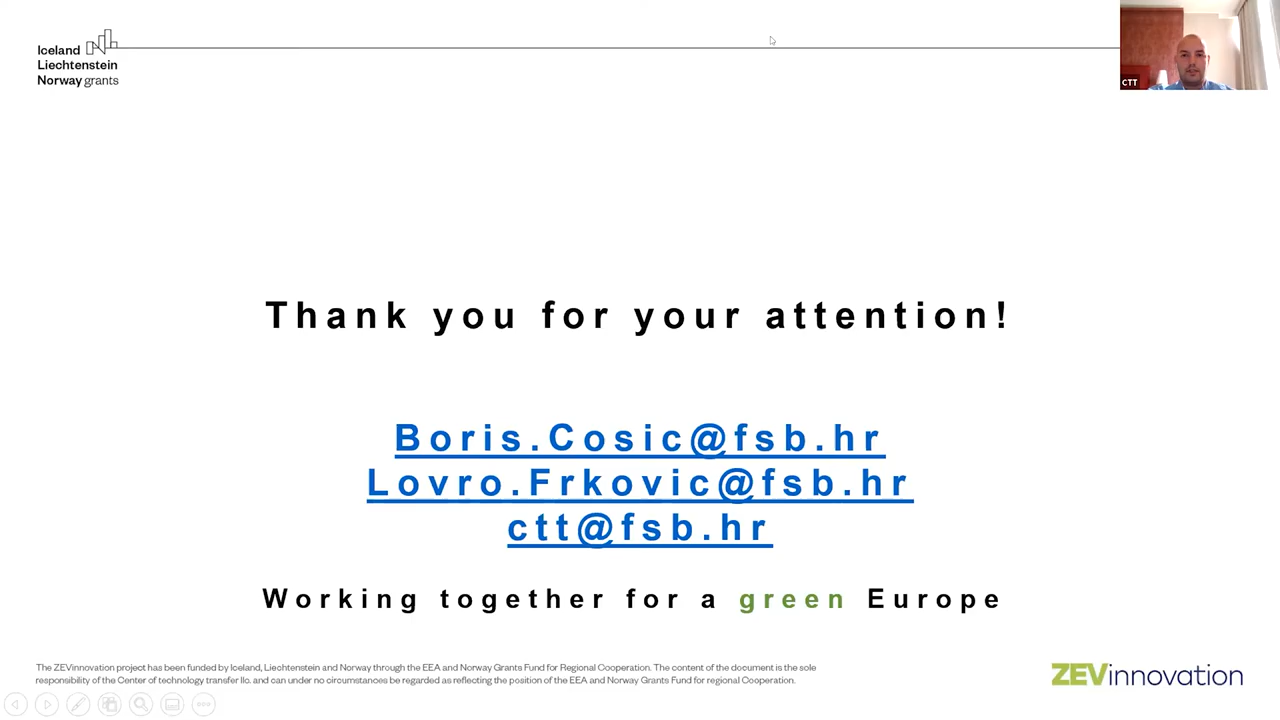 Iceland
Liechtenstein
Norway grants
CTT
Thank you for your attention!
Boris.Cosic@fsb.hr
Lovro.Frkovic@fsb.hr
ctt@fsb.hr
Working together for a green Europe
The ZEVinnovation project has been funded by Iceland, Liechtenstein and Norway through the EEA and Norway Grants Fund for Regional Cooperation. The content of the document is the sole
responsibility of the Center of technology transfer llo. and can under no circumstances be regarded as reflecting the position of the EEA and Norway Grants Fund for regional Cooperation.
ZEVinnovation